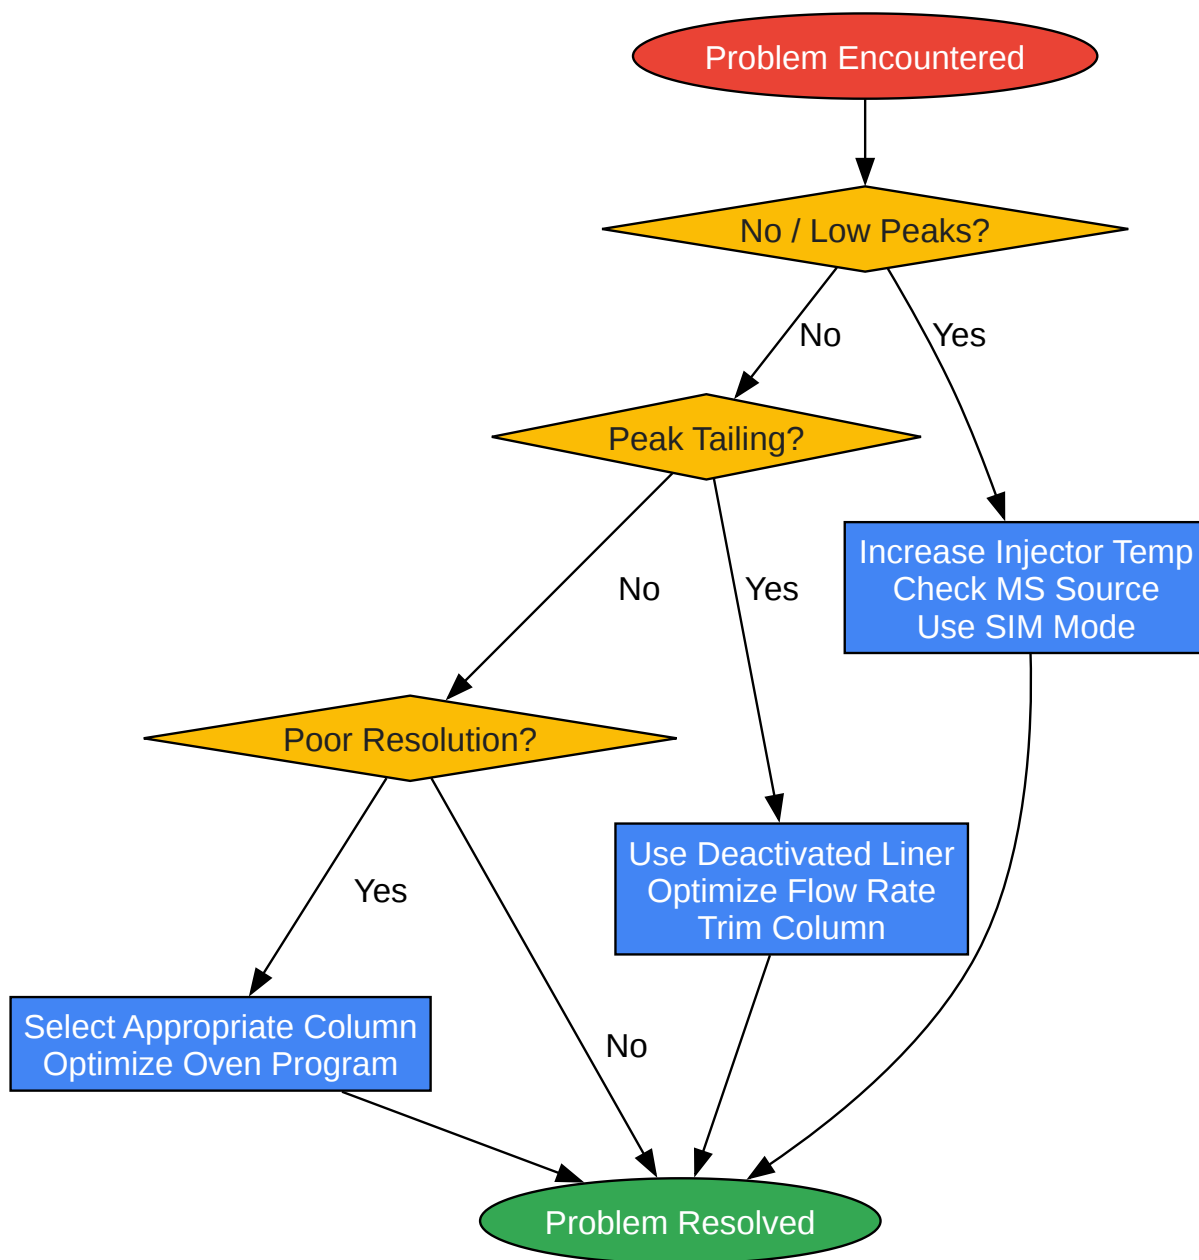 Problem Encountered
No / Low Peaks?
No
Yes
Peak Tailing?
Increase Injector Temp
Check MS Source
Use SIM Mode
No
Yes
Poor Resolution?
Use Deactivated Liner
Optimize Flow Rate
Trim Column
Yes
Select Appropriate Column
Optimize Oven Program
No
Problem Resolved